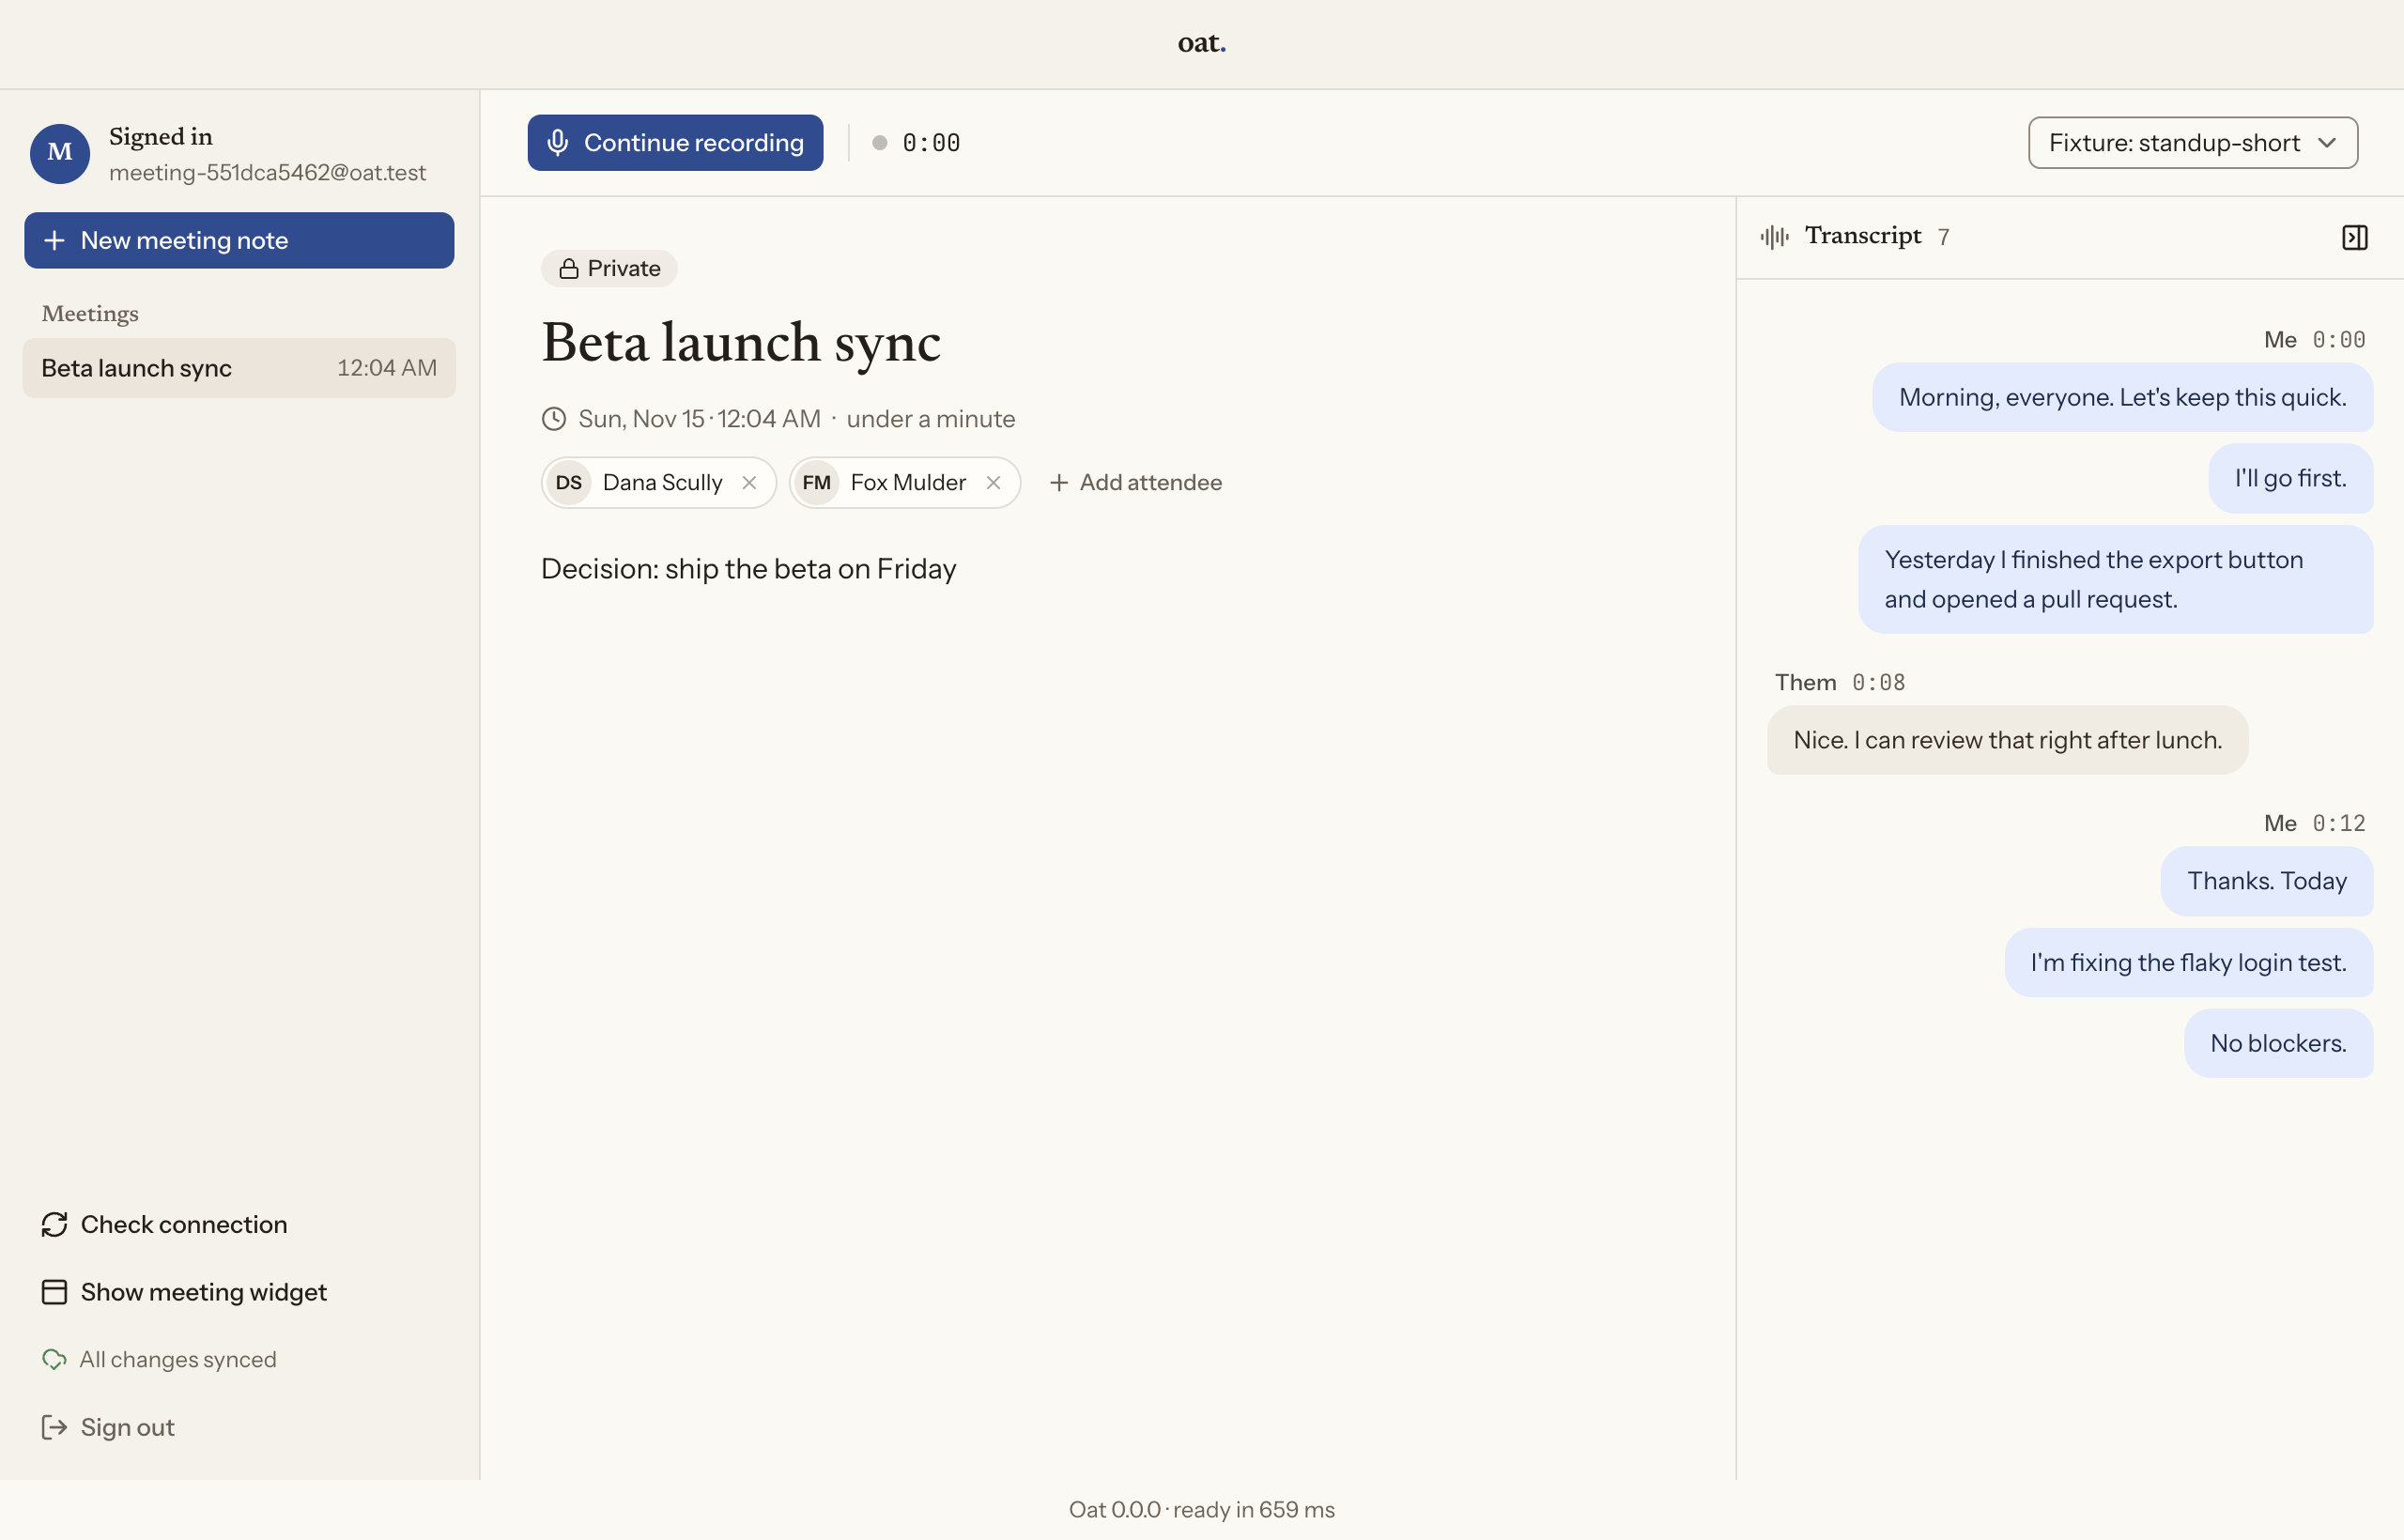 oat.
M
Signed in
meeting-551dca5462@oat.test
New meeting note
Meetings
Beta launch sync 12:04 AM
Check connection
Show meeting widget
All changes synced
Sign out
Continue recording
0:00
Fixture: standup-short
Private
Beta launch sync
Sun, Nov 15 · 12:04 AM · under a minute
DS Dana Scully FM Fox Mulder Add attendee
Decision: ship the beta on Friday
Transcript 7
Me 0:00
Morning, everyone. Let's keep this quick.
I'll go first.
Yesterday I finished the export button
and opened a pull request.
Them 0:08
Nice. I can review that right after lunch.
Me 0:12
Thanks. Today
I'm fixing the flaky login test.
No blockers.
Oat 0.0.0 · ready in 659 ms